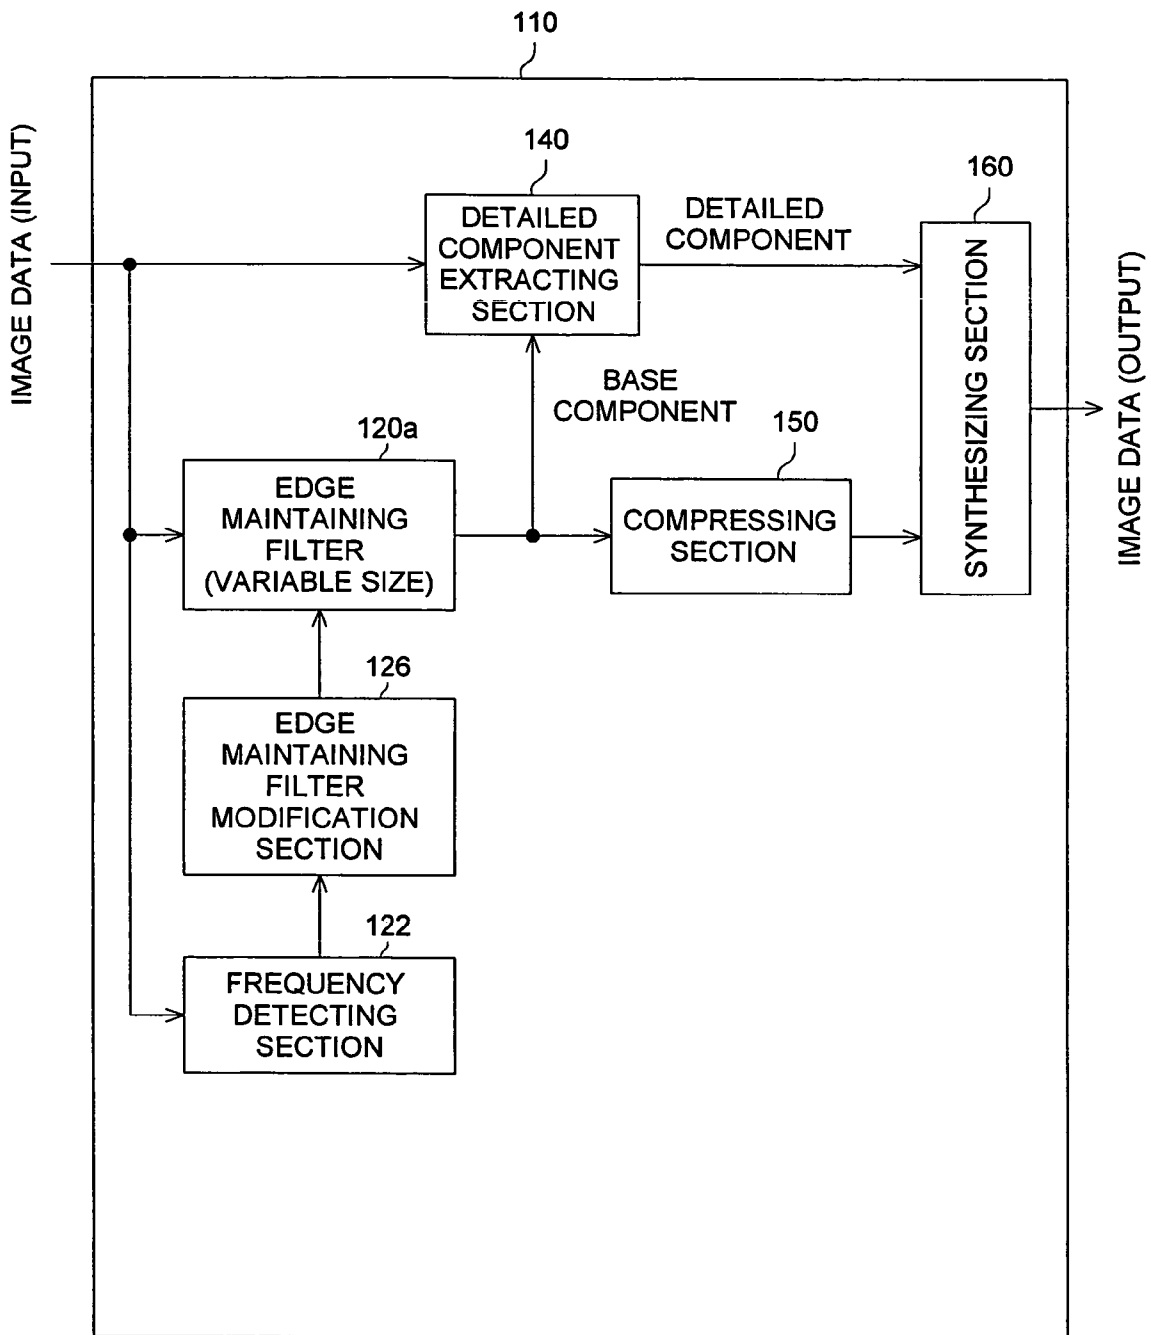 110
IMAGE DATA (INPUT)
140
DETAILED
COMPONENT
EXTRACTING
SECTION
DETAILED
COMPONENT
160
SYNTHESIZING SECTION
IMAGE DATA (OUTPUT)
BASE
COMPONENT
120a
EDGE
MAINTAINING
FILTER
(VARIABLE SIZE)
150
COMPRESSING
SECTION
126
EDGE
MAINTAINING
FILTER
MODIFICATION
SECTION
122
FREQUENCY
DETECTING
SECTION